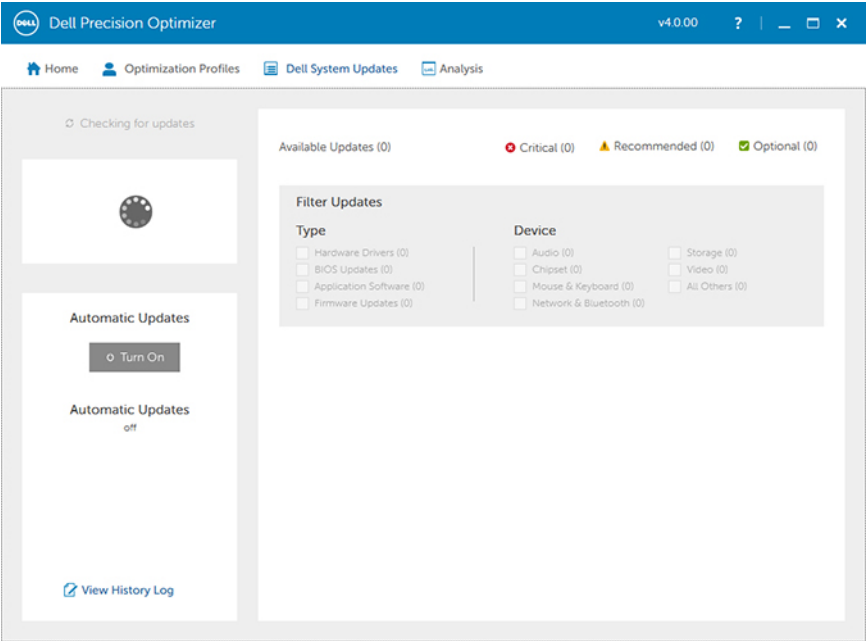 DELL Dell Precision Optimizer v4.0.00 ?
Home Optimization Profiles Dell System Updates Analysis
Checking for updates
Available Updates (0) Critical (0) Recommended (0) Optional (0)
Filter Updates
Type
Hardware Drivers (0)
BIOS Updates (0)
Application Software (0)
Firmware Updates (0)
Device
Audio (0)
Chipset (0)
Mouse & Keyboard (0)
Network & Bluetooth (0)
Storage (0)
Video (0)
All Others (0)
Automatic Updates
Turn On
Automatic Updates
off
View History Log